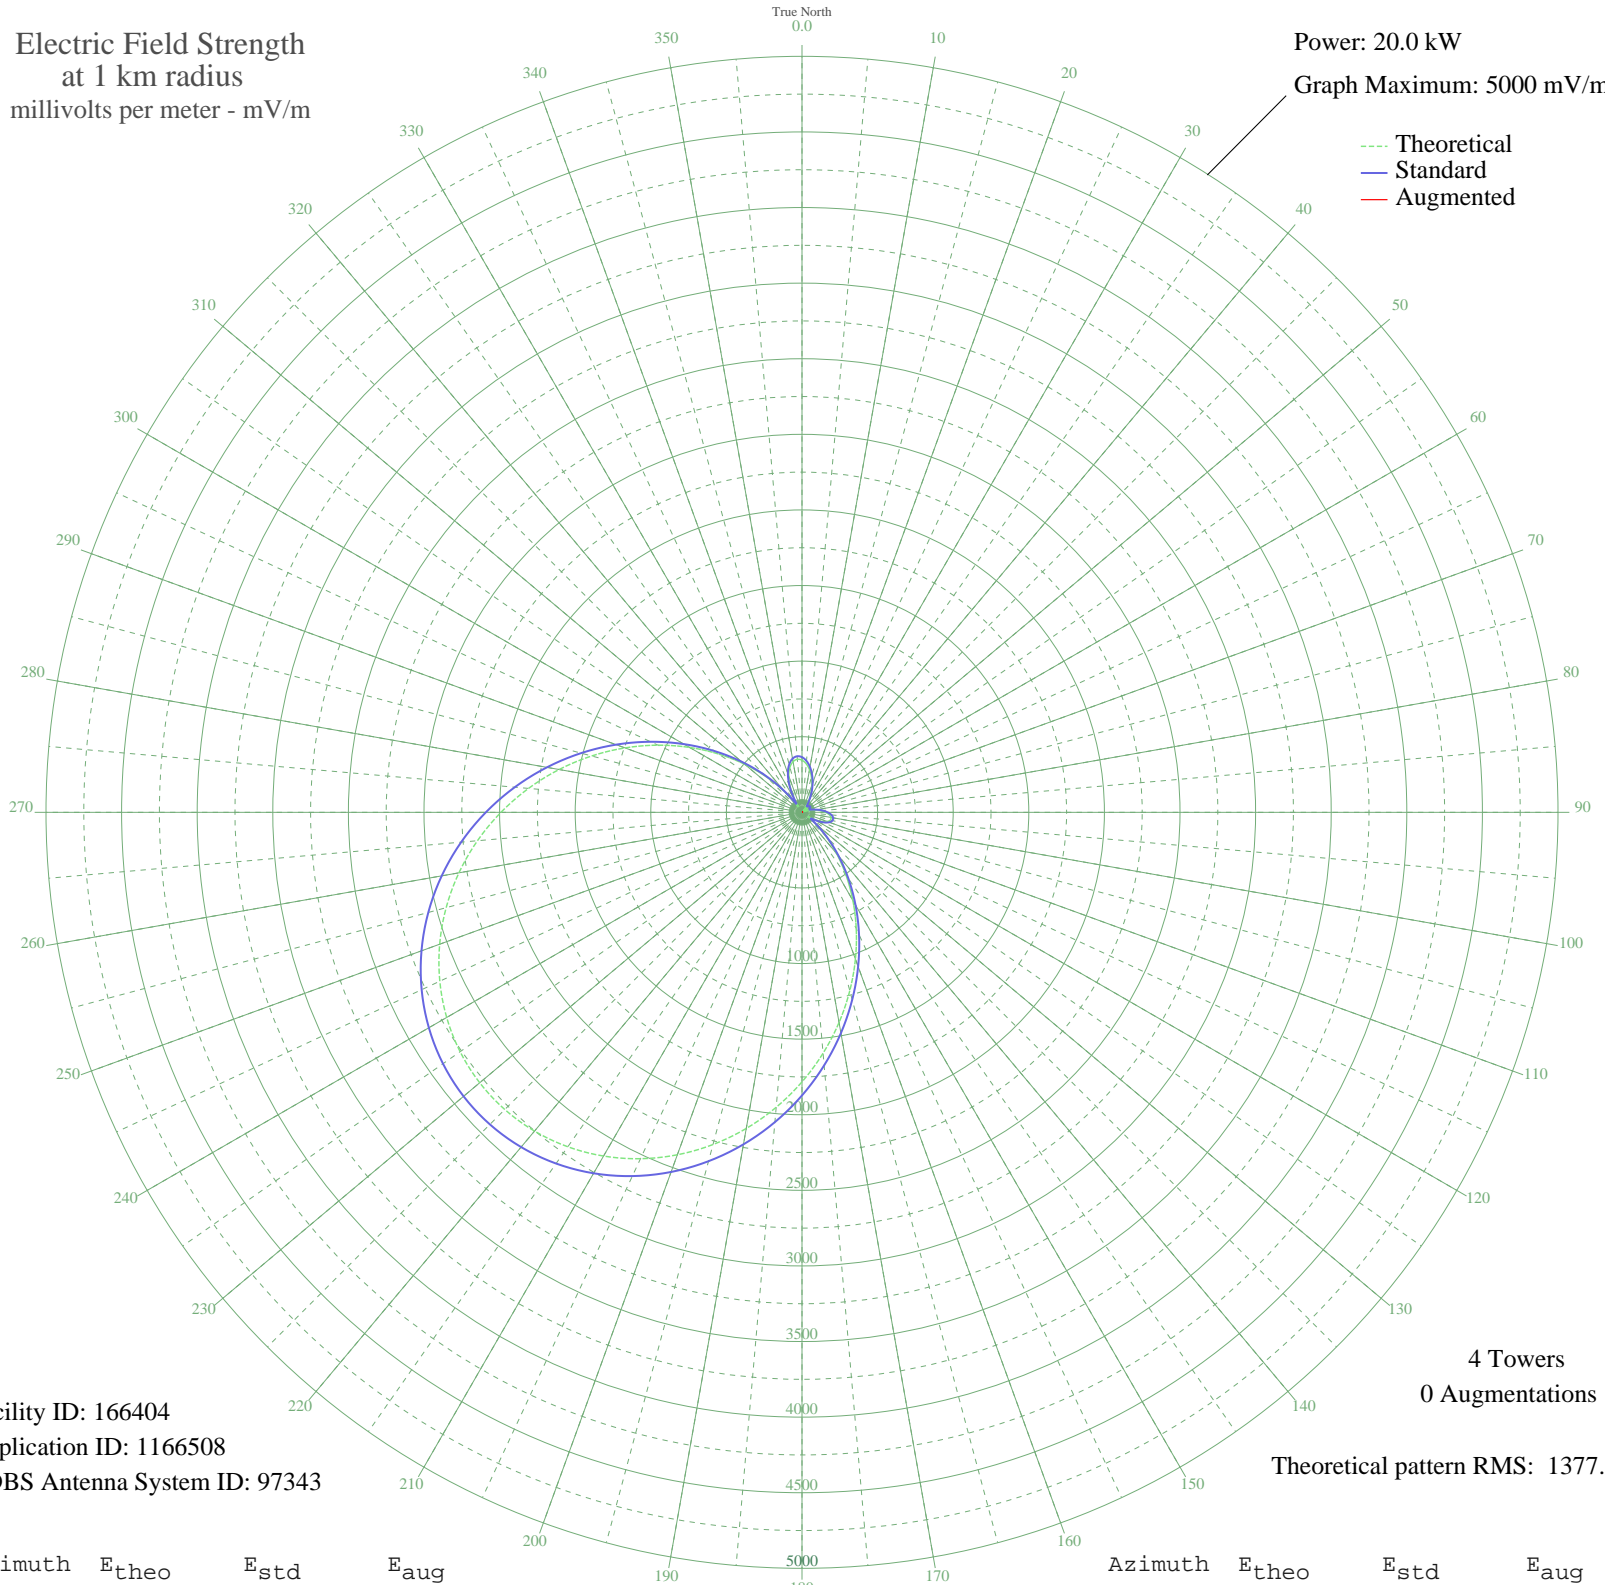 True North
0.0
Electric Field Strength
at 1 km radius
millivolts per meter - mV/m
Power: 20.0 kW
Graph Maximum: 5000 mV/m
Theoretical
Standard
Augmented
10
20
30
40
50
60
70
80
90
100
110
120
130
140
150
160
170
190
200
210
220
230
240
250
260
270
280
290
300
310
320
330
340
350
1000
1500
2000
2500
3000
3500
4000
4500
5000
4 Towers
0 Augmentations
Theoretical pattern RMS: 1377.
cility ID: 166404
plication ID: 1166508
DBS Antenna System ID: 97343
imuth Etheo Estd Eaug
Azimuth Etheo Estd Eaug